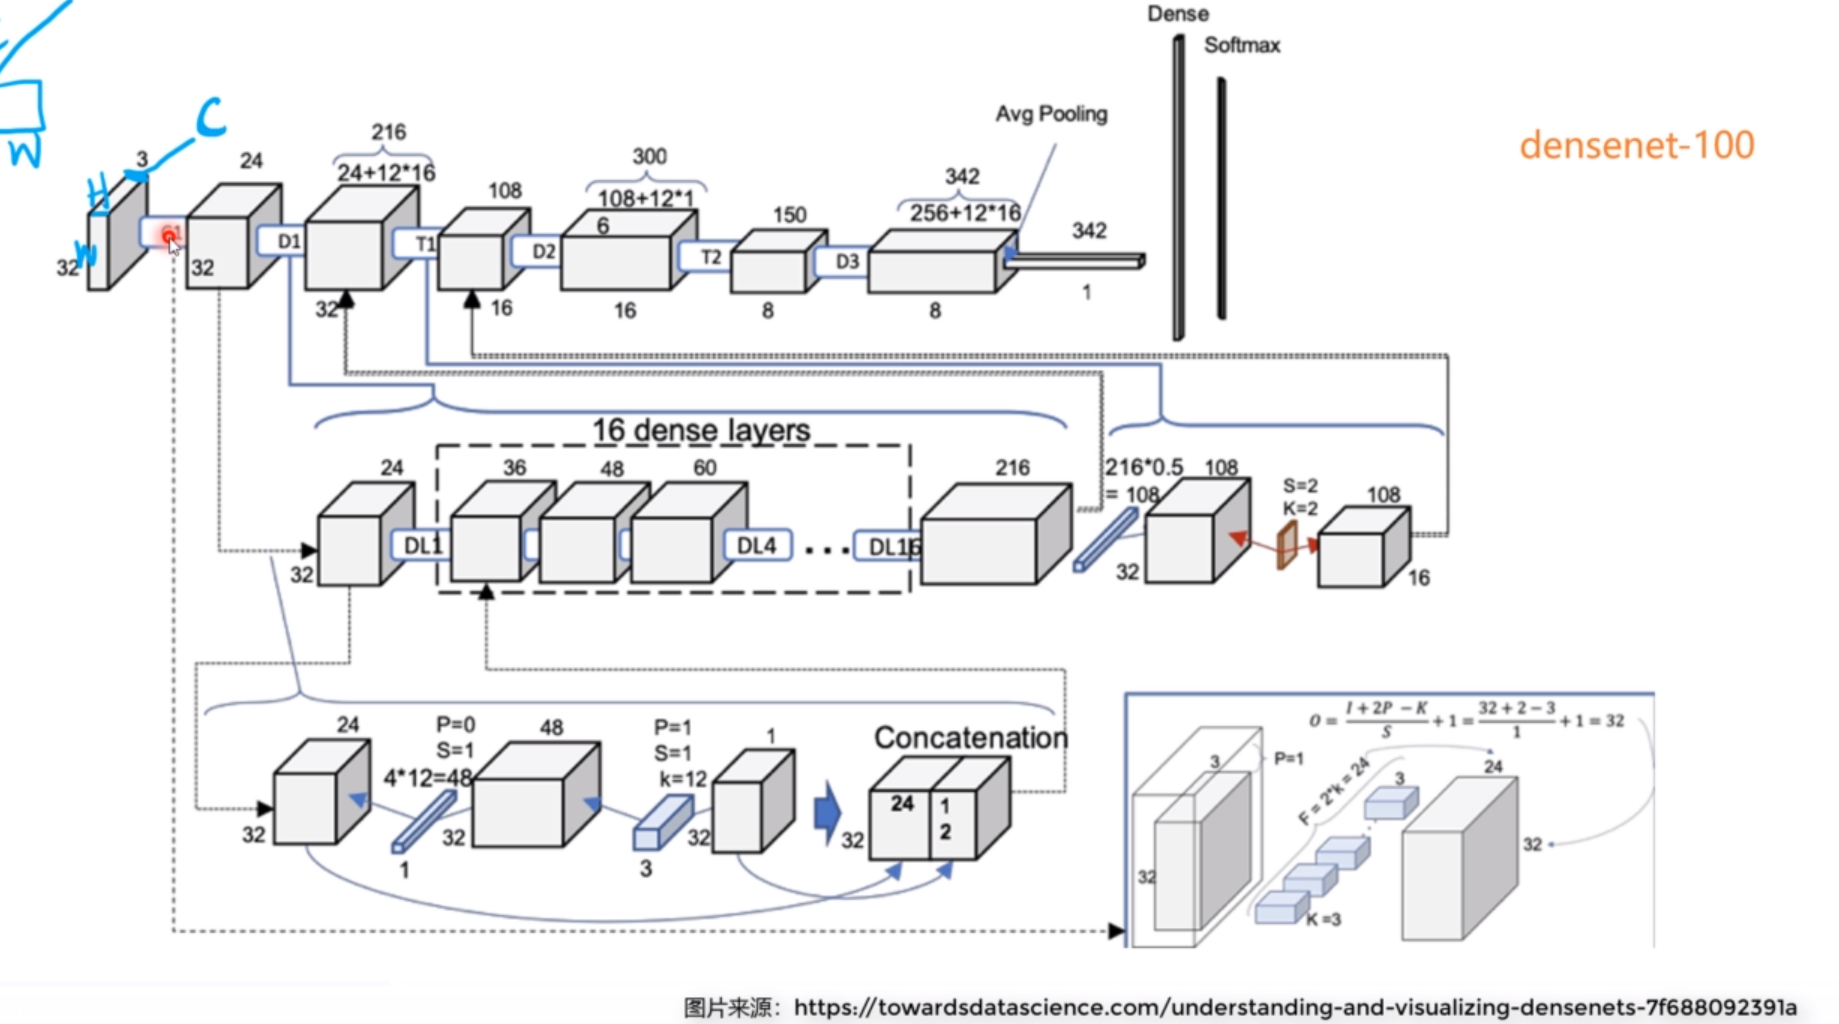 Dense
Softmax
Avg Pooling
densenet-100
C
H
W
W
3
24
216
24+12*16
108
300
108+12*1
6
150
342
256+12*16
342
D1
T1
D2
T2
D3
32
32
32
16
16
8
8
1
16 dense layers
24
36
48
60
216
216*0.5
= 108
108
S=2
K=2
108
DL1
DL4
...
DL16
32
32
16
24
P=0
S=1
4*12=48
48
P=1
S=1
k=12
1
Concatenation
24
1
2
32
32
32
32
1
3
O = (I + 2P − K)/S + 1 = (32 + 2 − 3)/1 + 1 = 32
P=1
3
F = 2*k = 24
3
24
32
32
K =3
图片来源：https://towardsdatascience.com/understanding-and-visualizing-densenets-7f688092391a